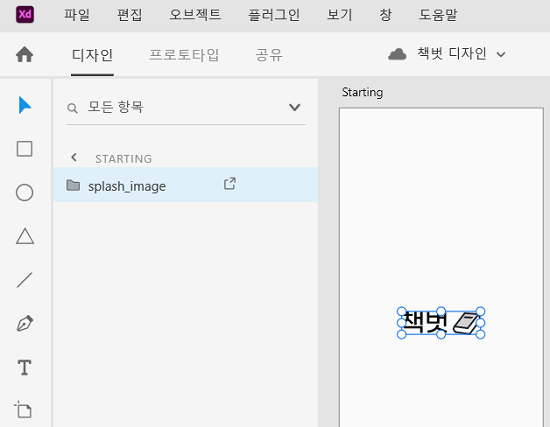 Xd 파일 편집 오브젝트 플러그인 보기 창 도움말
디자인 프로토타입 공유 책벗 디자인
모든 항목
Starting
STARTING
splash_image
책벗
T